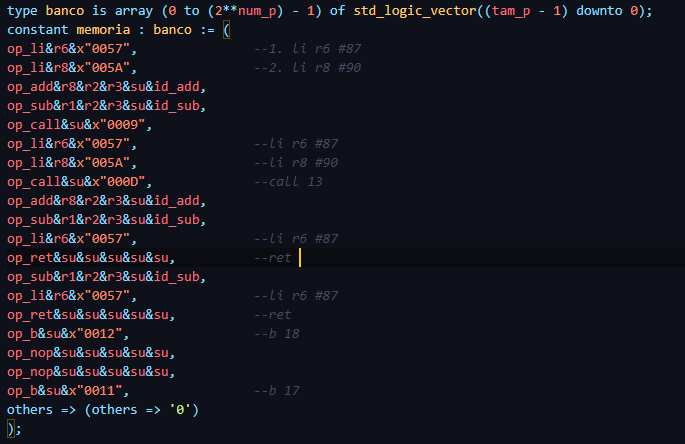 type banco is array (0 to (2**num_p) - 1) of std_logic_vector((tam_p - 1) downto 0);
constant memoria : banco := (
op_li&r6&x"0057", --1. li r6 #87
op_li&r8&x"005A", --2. li r8 #90
op_add&r8&r2&r3&su&id_add,
op_sub&r1&r2&r3&su&id_sub,
op_call&su&x"0009",
op_li&r6&x"0057", --li r6 #87
op_li&r8&x"005A", --li r8 #90
op_call&su&x"000D", --call 13
op_add&r8&r2&r3&su&id_add,
op_sub&r1&r2&r3&su&id_sub,
op_li&r6&x"0057", --li r6 #87
op_ret&su&su&su&su&su, --ret
op_sub&r1&r2&r3&su&id_sub,
op_li&r6&x"0057", --li r6 #87
op_ret&su&su&su&su&su, --ret
op_b&su&x"0012", --b 18
op_nop&su&su&su&su&su,
op_nop&su&su&su&su&su,
op_b&su&x"0011", --b 17
others => (others => '0')
);